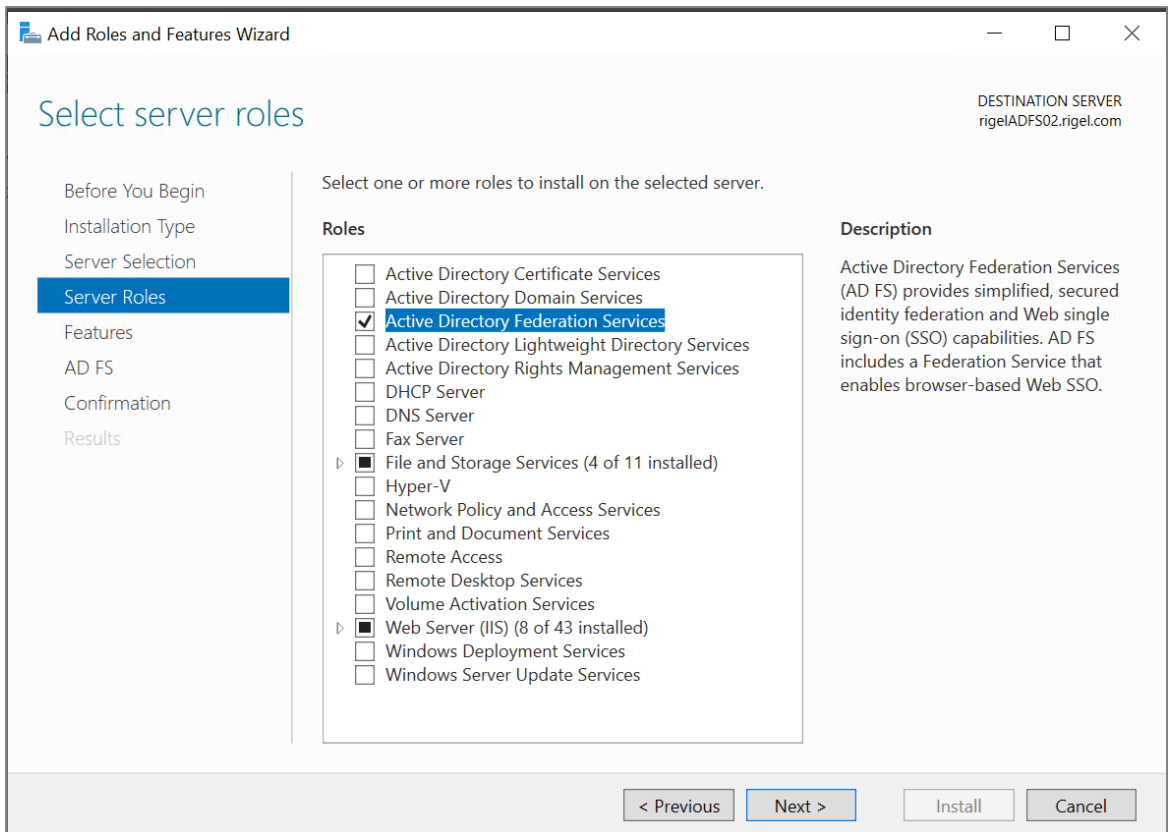 Add Roles and Features Wizard
Select server roles
DESTINATION SERVER
rigelADFS02.rigel.com
Before You Begin
Installation Type
Server Selection
Server Roles
Features
AD FS
Confirmation
Results
Select one or more roles to install on the selected server.
Roles
Active Directory Certificate Services
Active Directory Domain Services
Active Directory Federation Services
Active Directory Lightweight Directory Services
Active Directory Rights Management Services
DHCP Server
DNS Server
Fax Server
File and Storage Services (4 of 11 installed)
Hyper-V
Network Policy and Access Services
Print and Document Services
Remote Access
Remote Desktop Services
Volume Activation Services
Web Server (IIS) (8 of 43 installed)
Windows Deployment Services
Windows Server Update Services
Description
Active Directory Federation Services
(AD FS) provides simplified, secured
identity federation and Web single
sign-on (SSO) capabilities. AD FS
includes a Federation Service that
enables browser-based Web SSO.
< Previous
Next >
Install
Cancel